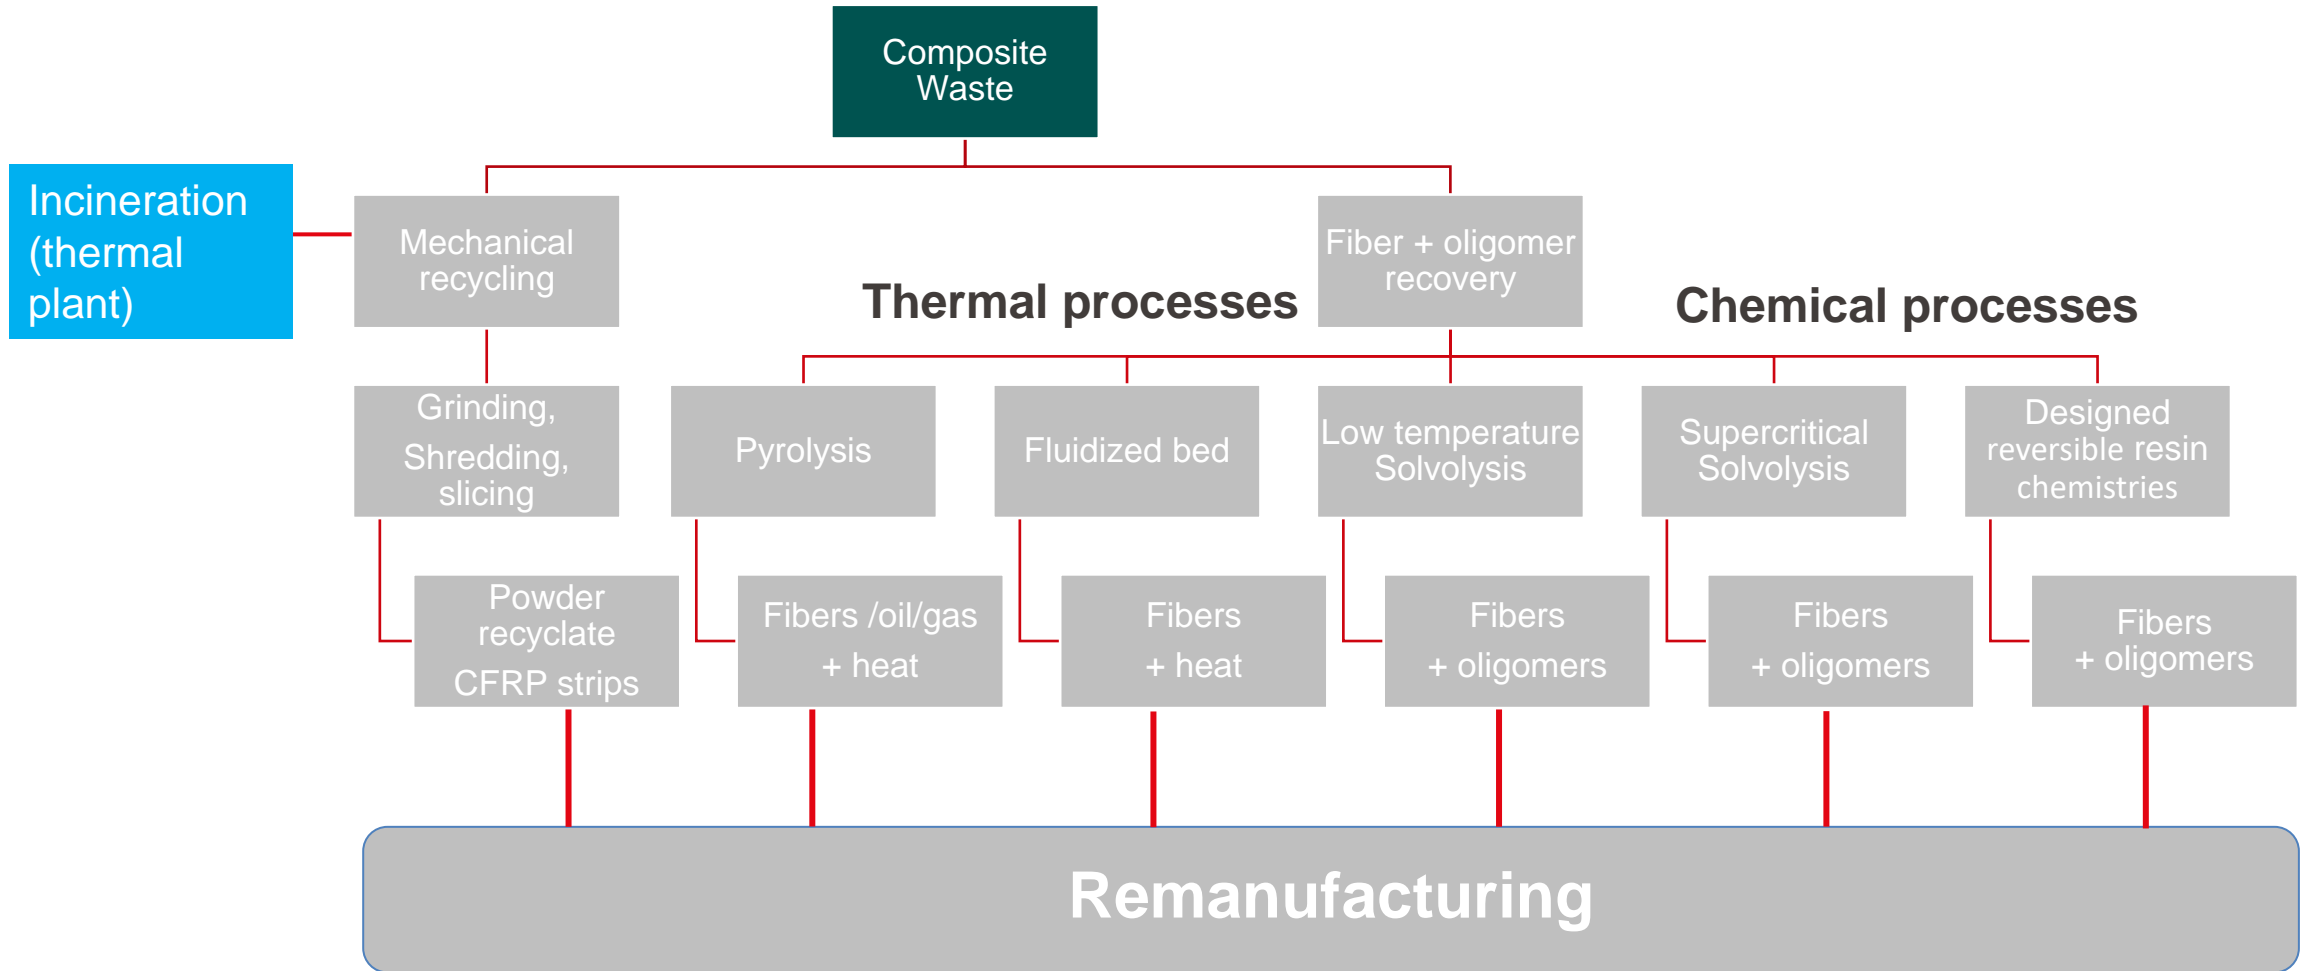 Composite
Waste
Incineration
(thermal
plant)
Mechanical
recycling
Fiber + oligomer
recovery
Thermal processes
Chemical processes
Grinding,
Shredding,
slicing
Pyrolysis
Fluidized bed
Low temperature
Solvolysis
Supercritical
Solvolysis
Designed
reversible resin
chemistries
Powder
recyclate
CFRP strips
Fibers /oil/gas
+ heat
Fibers
+ heat
Fibers
+ oligomers
Fibers
+ oligomers
Fibers
+ oligomers
Remanufacturing